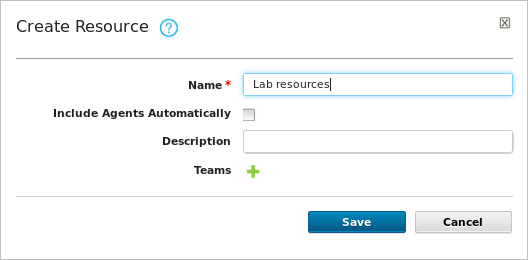 Create Resource ?
Name * Lab resources
Include Agents Automatically
Description
Teams
Save Cancel